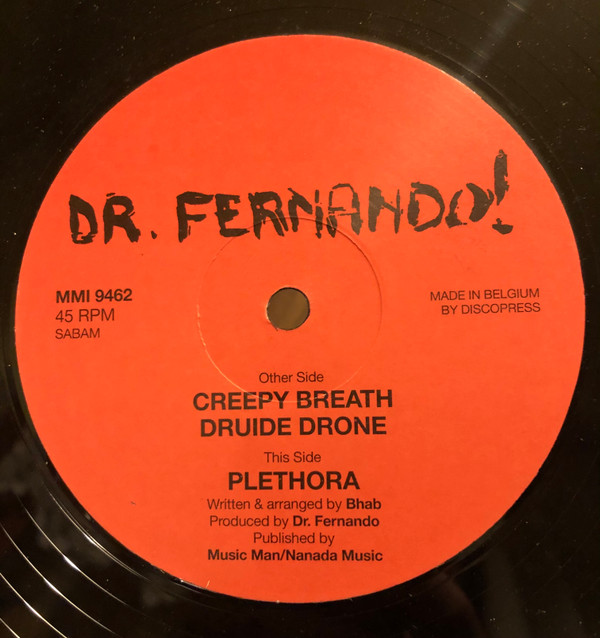 DR. FERNANDO!
MMI 9462
45 RPM
SABAM
MADE IN BELGIUM
BY DISCOPRESS
Other Side
CREEPY BREATH
DRUIDE DRONE
This Side
PLETHORA
Written & arranged by Bhab
Produced by Dr. Fernando
Published by
Music Man/Nanada Music